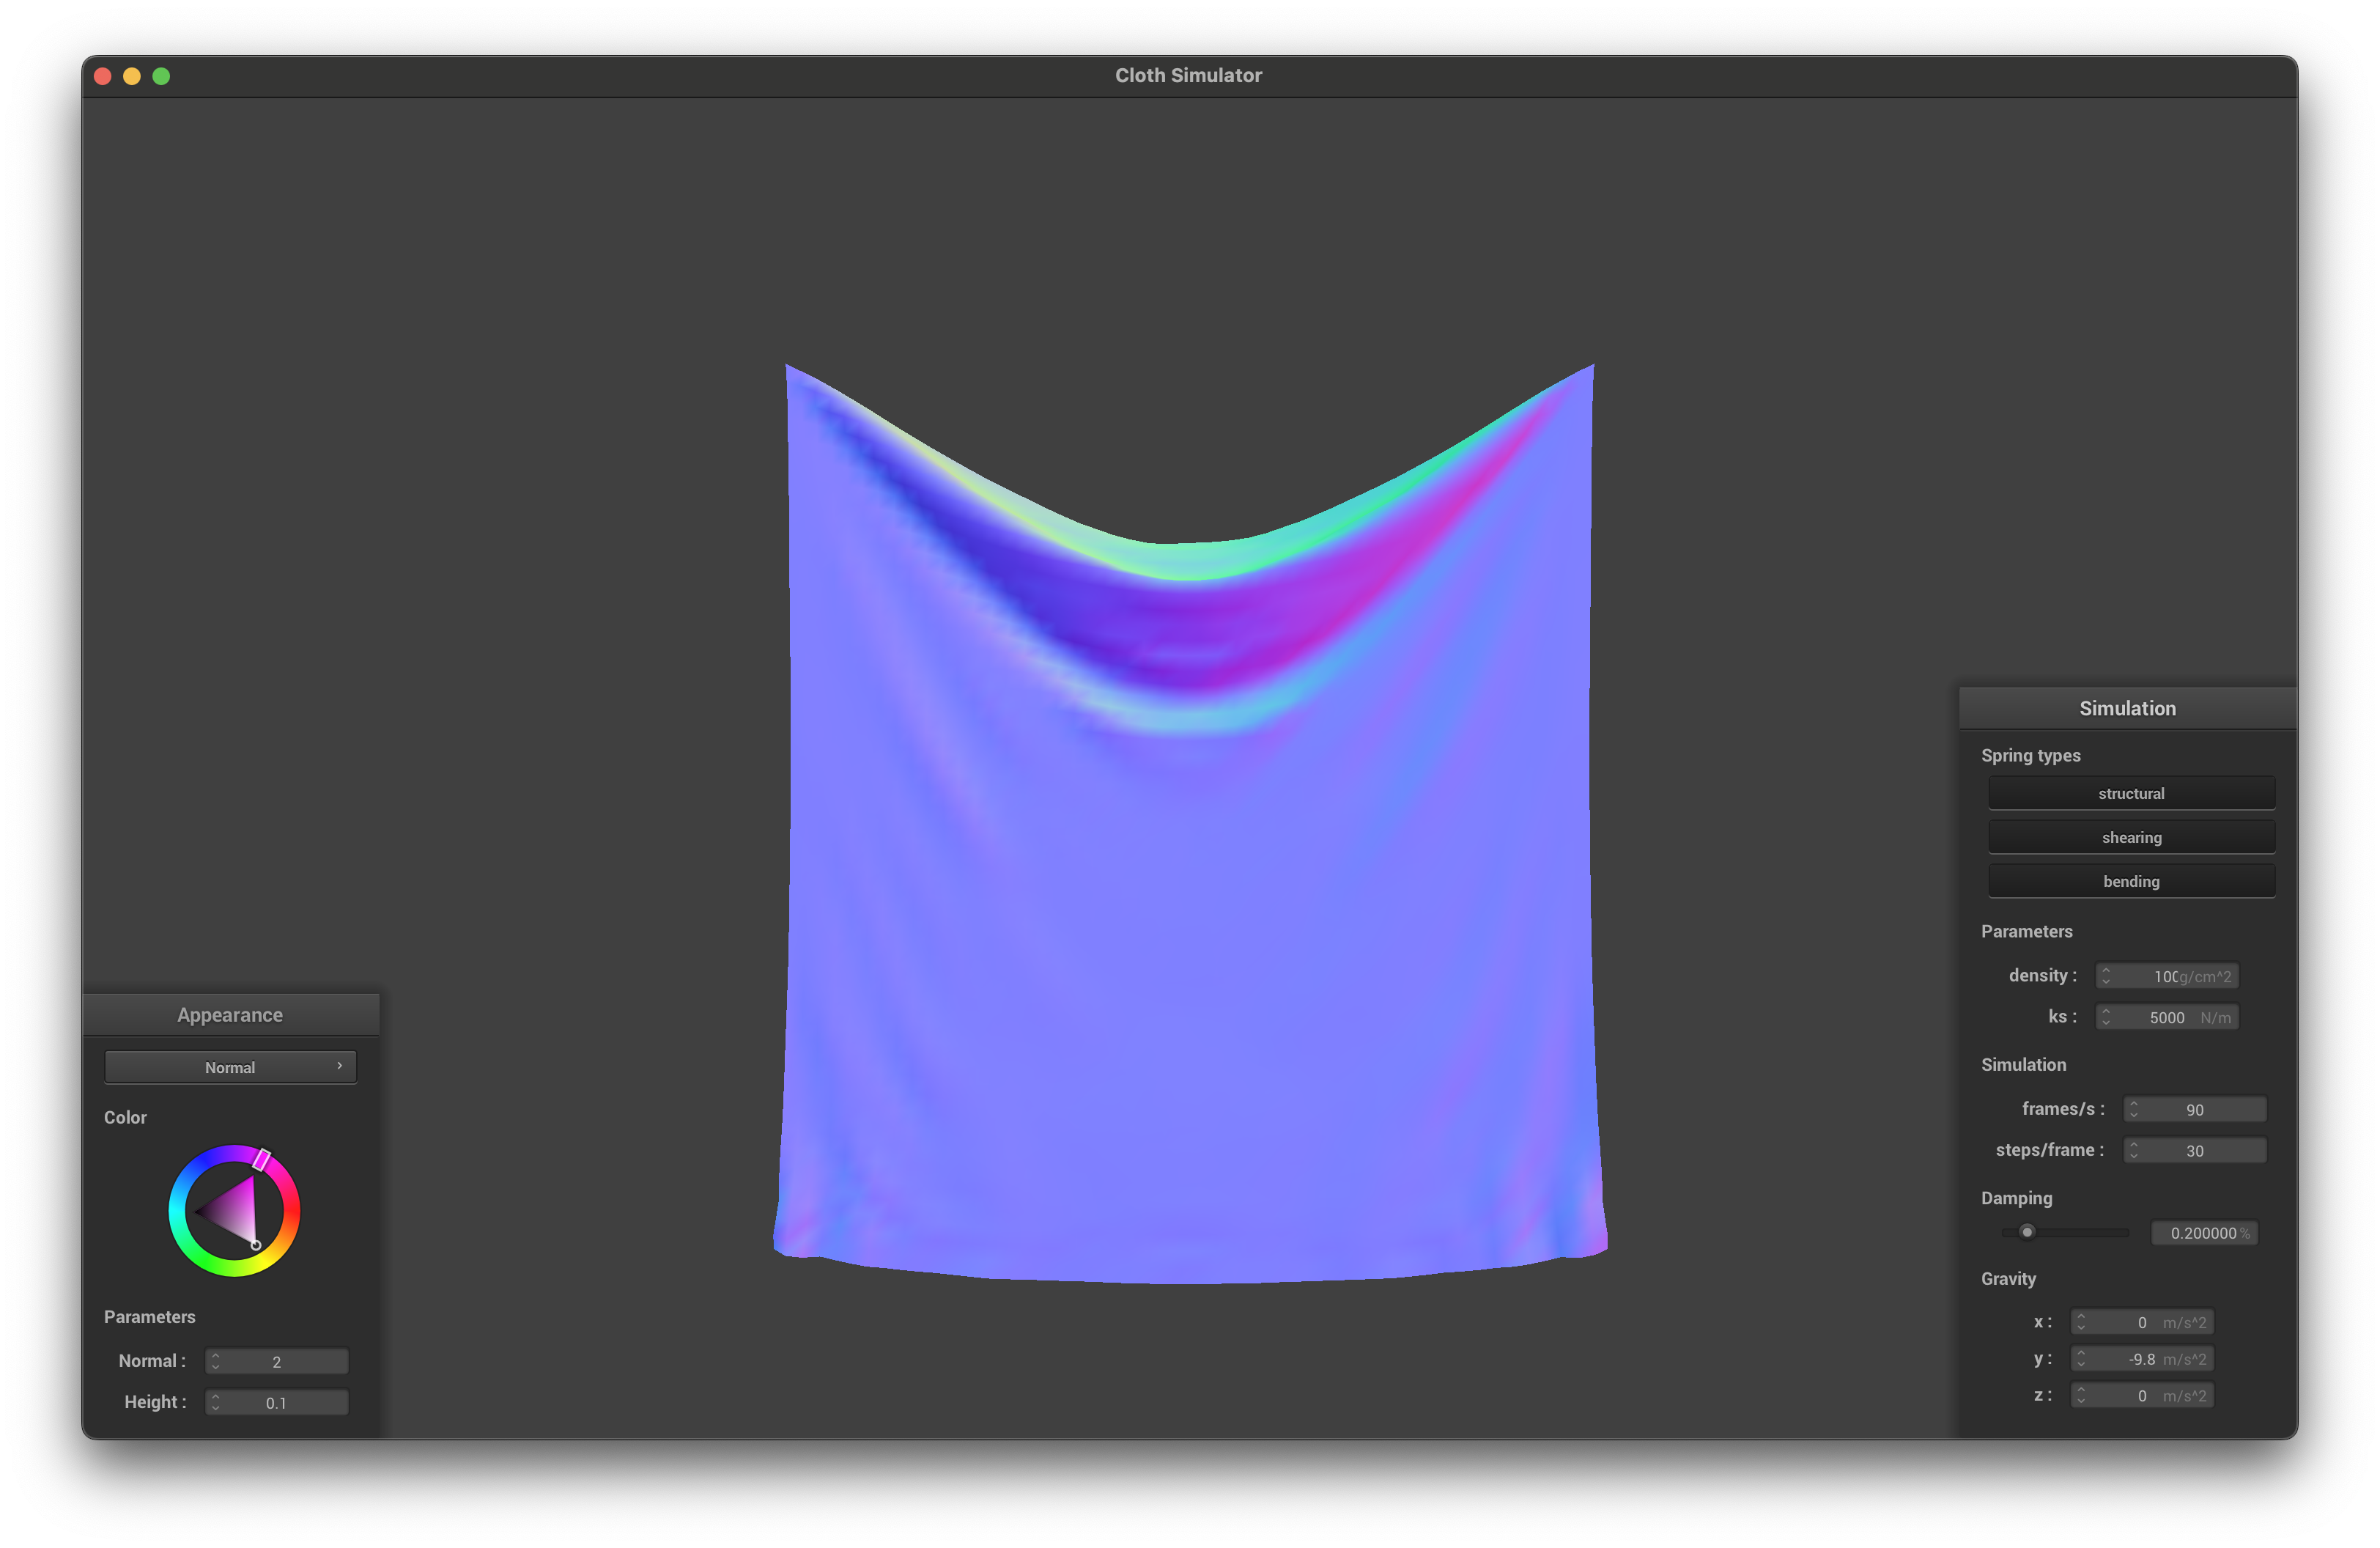 Cloth Simulator
Simulation
Spring types
structural
shearing
bending
Parameters
density : 100g/cm^2
ks : 5000 N/m
Simulation
frames/s : 90
steps/frame : 30
Damping
0.200000 %
Gravity
x : 0 m/s^2
y : -9.8 m/s^2
z : 0 m/s^2
Appearance
Normal
Color
Parameters
Normal : 2
Height : 0.1